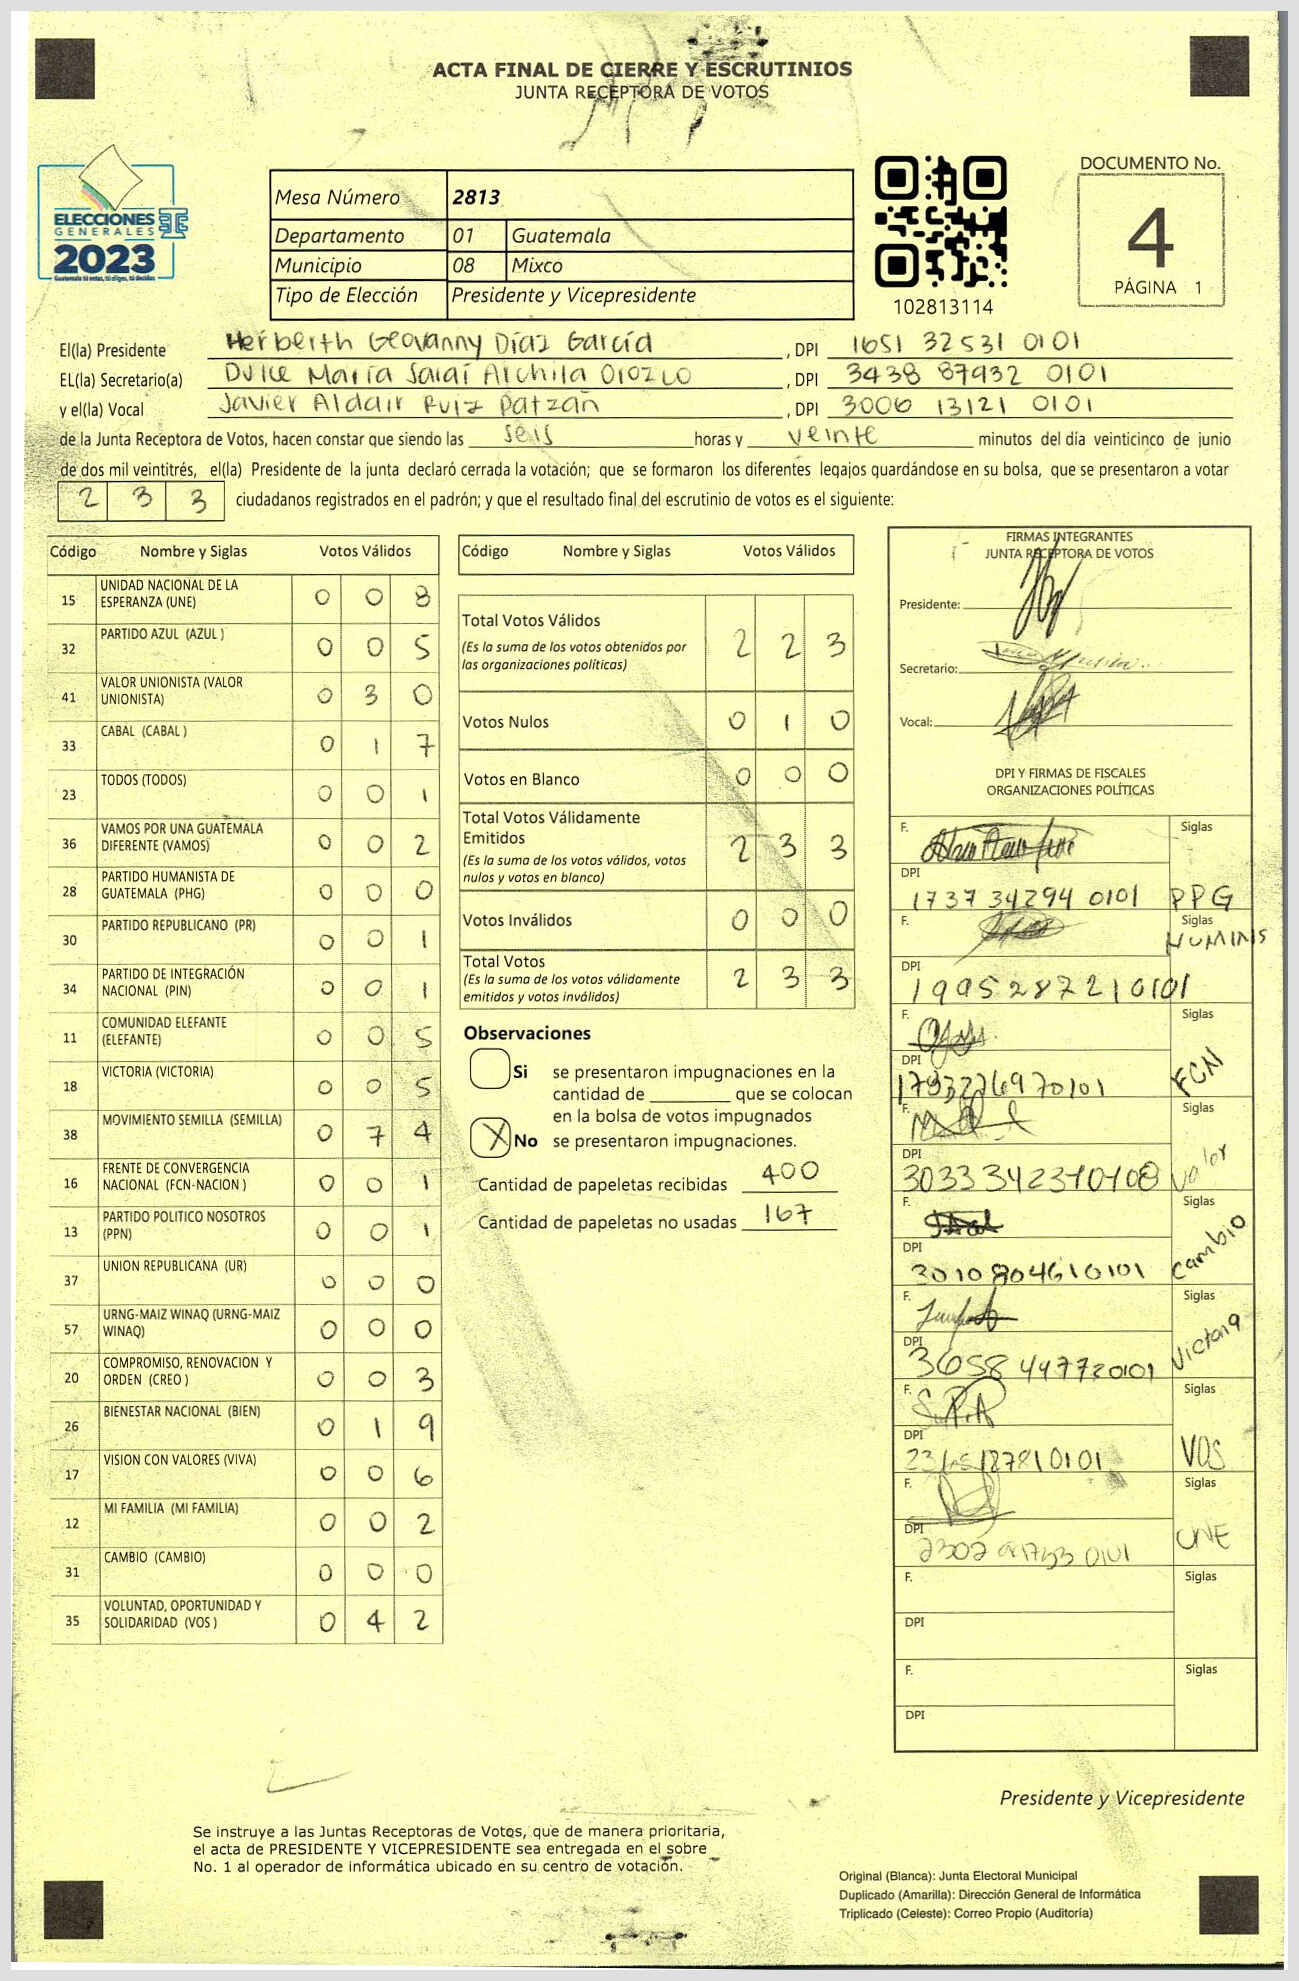 ACTA FINAL DE CIERRE Y ESCRUTINIOS
JUNTA RECEPTORA DE VOTOS
ELECCIONES
GENERALES
2023
Mesa Número 2813
Departamento 01 Guatemala
Municipio 08 Mixco
Tipo de Elección Presidente y Vicepresidente
102813114
DOCUMENTO No.
4
PÁGINA 1
El(la) Presidente Herberth Geovanny Díaz García , DPI 1651 32531 0101
EL(la) Secretario(a) Dulce María Saraí Archila Orozco , DPI 3438 87932 0101
y el(la) Vocal Javier Aldair Ruiz Patzán , DPI 3006 13121 0101
de la Junta Receptora de Votos, hacen constar que siendo las seis horas y veinte minutos del día veinticinco de junio
de dos mil veintitrés, el(la) Presidente de la junta declaró cerrada la votación; que se formaron los diferentes legajos guardándose en su bolsa, que se presentaron a votar
2 3 3 ciudadanos registrados en el padrón; y que el resultado final del escrutinio de votos es el siguiente:
Código Nombre y Siglas Votos Válidos
15 UNIDAD NACIONAL DE LA ESPERANZA (UNE) 0 0 8
32 PARTIDO AZUL (AZUL ) 0 0 5
41 VALOR UNIONISTA (VALOR UNIONISTA) 0 3 0
33 CABAL (CABAL ) 0 1 7
23 TODOS (TODOS) 0 0 1
36 VAMOS POR UNA GUATEMALA DIFERENTE (VAMOS) 0 0 2
28 PARTIDO HUMANISTA DE GUATEMALA (PHG) 0 0 0
30 PARTIDO REPUBLICANO (PR) 0 0 1
34 PARTIDO DE INTEGRACIÓN NACIONAL (PIN) 0 0 1
11 COMUNIDAD ELEFANTE (ELEFANTE) 0 0 5
18 VICTORIA (VICTORIA) 0 0 5
38 MOVIMIENTO SEMILLA (SEMILLA) 0 7 4
16 FRENTE DE CONVERGENCIA NACIONAL (FCN-NACION ) 0 0 1
13 PARTIDO POLITICO NOSOTROS (PPN) 0 0 1
37 UNION REPUBLICANA (UR) 0 0 0
57 URNG-MAIZ WINAQ (URNG-MAIZ WINAQ) 0 0 0
20 COMPROMISO, RENOVACION Y ORDEN (CREO ) 0 0 3
26 BIENESTAR NACIONAL (BIEN) 0 1 9
17 VISION CON VALORES (VIVA) 0 0 6
12 MI FAMILIA (MI FAMILIA) 0 0 2
31 CAMBIO (CAMBIO) 0 0 0
35 VOLUNTAD, OPORTUNIDAD Y SOLIDARIDAD (VOS ) 0 4 2
Código Nombre y Siglas Votos Válidos
Total Votos Válidos 2 2 3
(Es la suma de los votos obtenidos por
las organizaciones políticas)
Votos Nulos 0 1 0
Votos en Blanco 0 0 0
Total Votos Válidamente
Emitidos 2 3 3
(Es la suma de los votos válidos, votos
nulos y votos en blanco)
Votos Inválidos 0 0 0
Total Votos 2 3 3
(Es la suma de los votos válidamente
emitidos y votos inválidos)
Observaciones
Si se presentaron impugnaciones en la
cantidad de ________ que se colocan
en la bolsa de votos impugnados
X No se presentaron impugnaciones.
Cantidad de papeletas recibidas 400
Cantidad de papeletas no usadas 167
FIRMAS INTEGRANTES
JUNTA RECEPTORA DE VOTOS
Presidente:
Secretario:
Vocal:
DPI Y FIRMAS DE FISCALES
ORGANIZACIONES POLÍTICAS
F. Siglas
DPI 1737 34294 0101 PPG
F. Siglas
DPI 1995287210101 HUMINIS
F. Siglas
DPI 1793226970101 FCN
F. Siglas
DPI Valor
F. Siglas
DPI 3010804610101 Cambio
F. Siglas
DPI 3658 447720101 Victoria
F. Siglas
DPI VOS
F. Siglas
DPI UNE
F. Siglas
DPI
F. Siglas
DPI
Presidente y Vicepresidente
Se instruye a las Juntas Receptoras de Votos, que de manera prioritaria,
el acta de PRESIDENTE Y VICEPRESIDENTE sea entregada en el sobre
No. 1 al operador de informática ubicado en su centro de votación.
Original (Blanca): Junta Electoral Municipal
Duplicado (Amarilla): Dirección General de Informática
Triplicado (Celeste): Correo Propio (Auditoría)